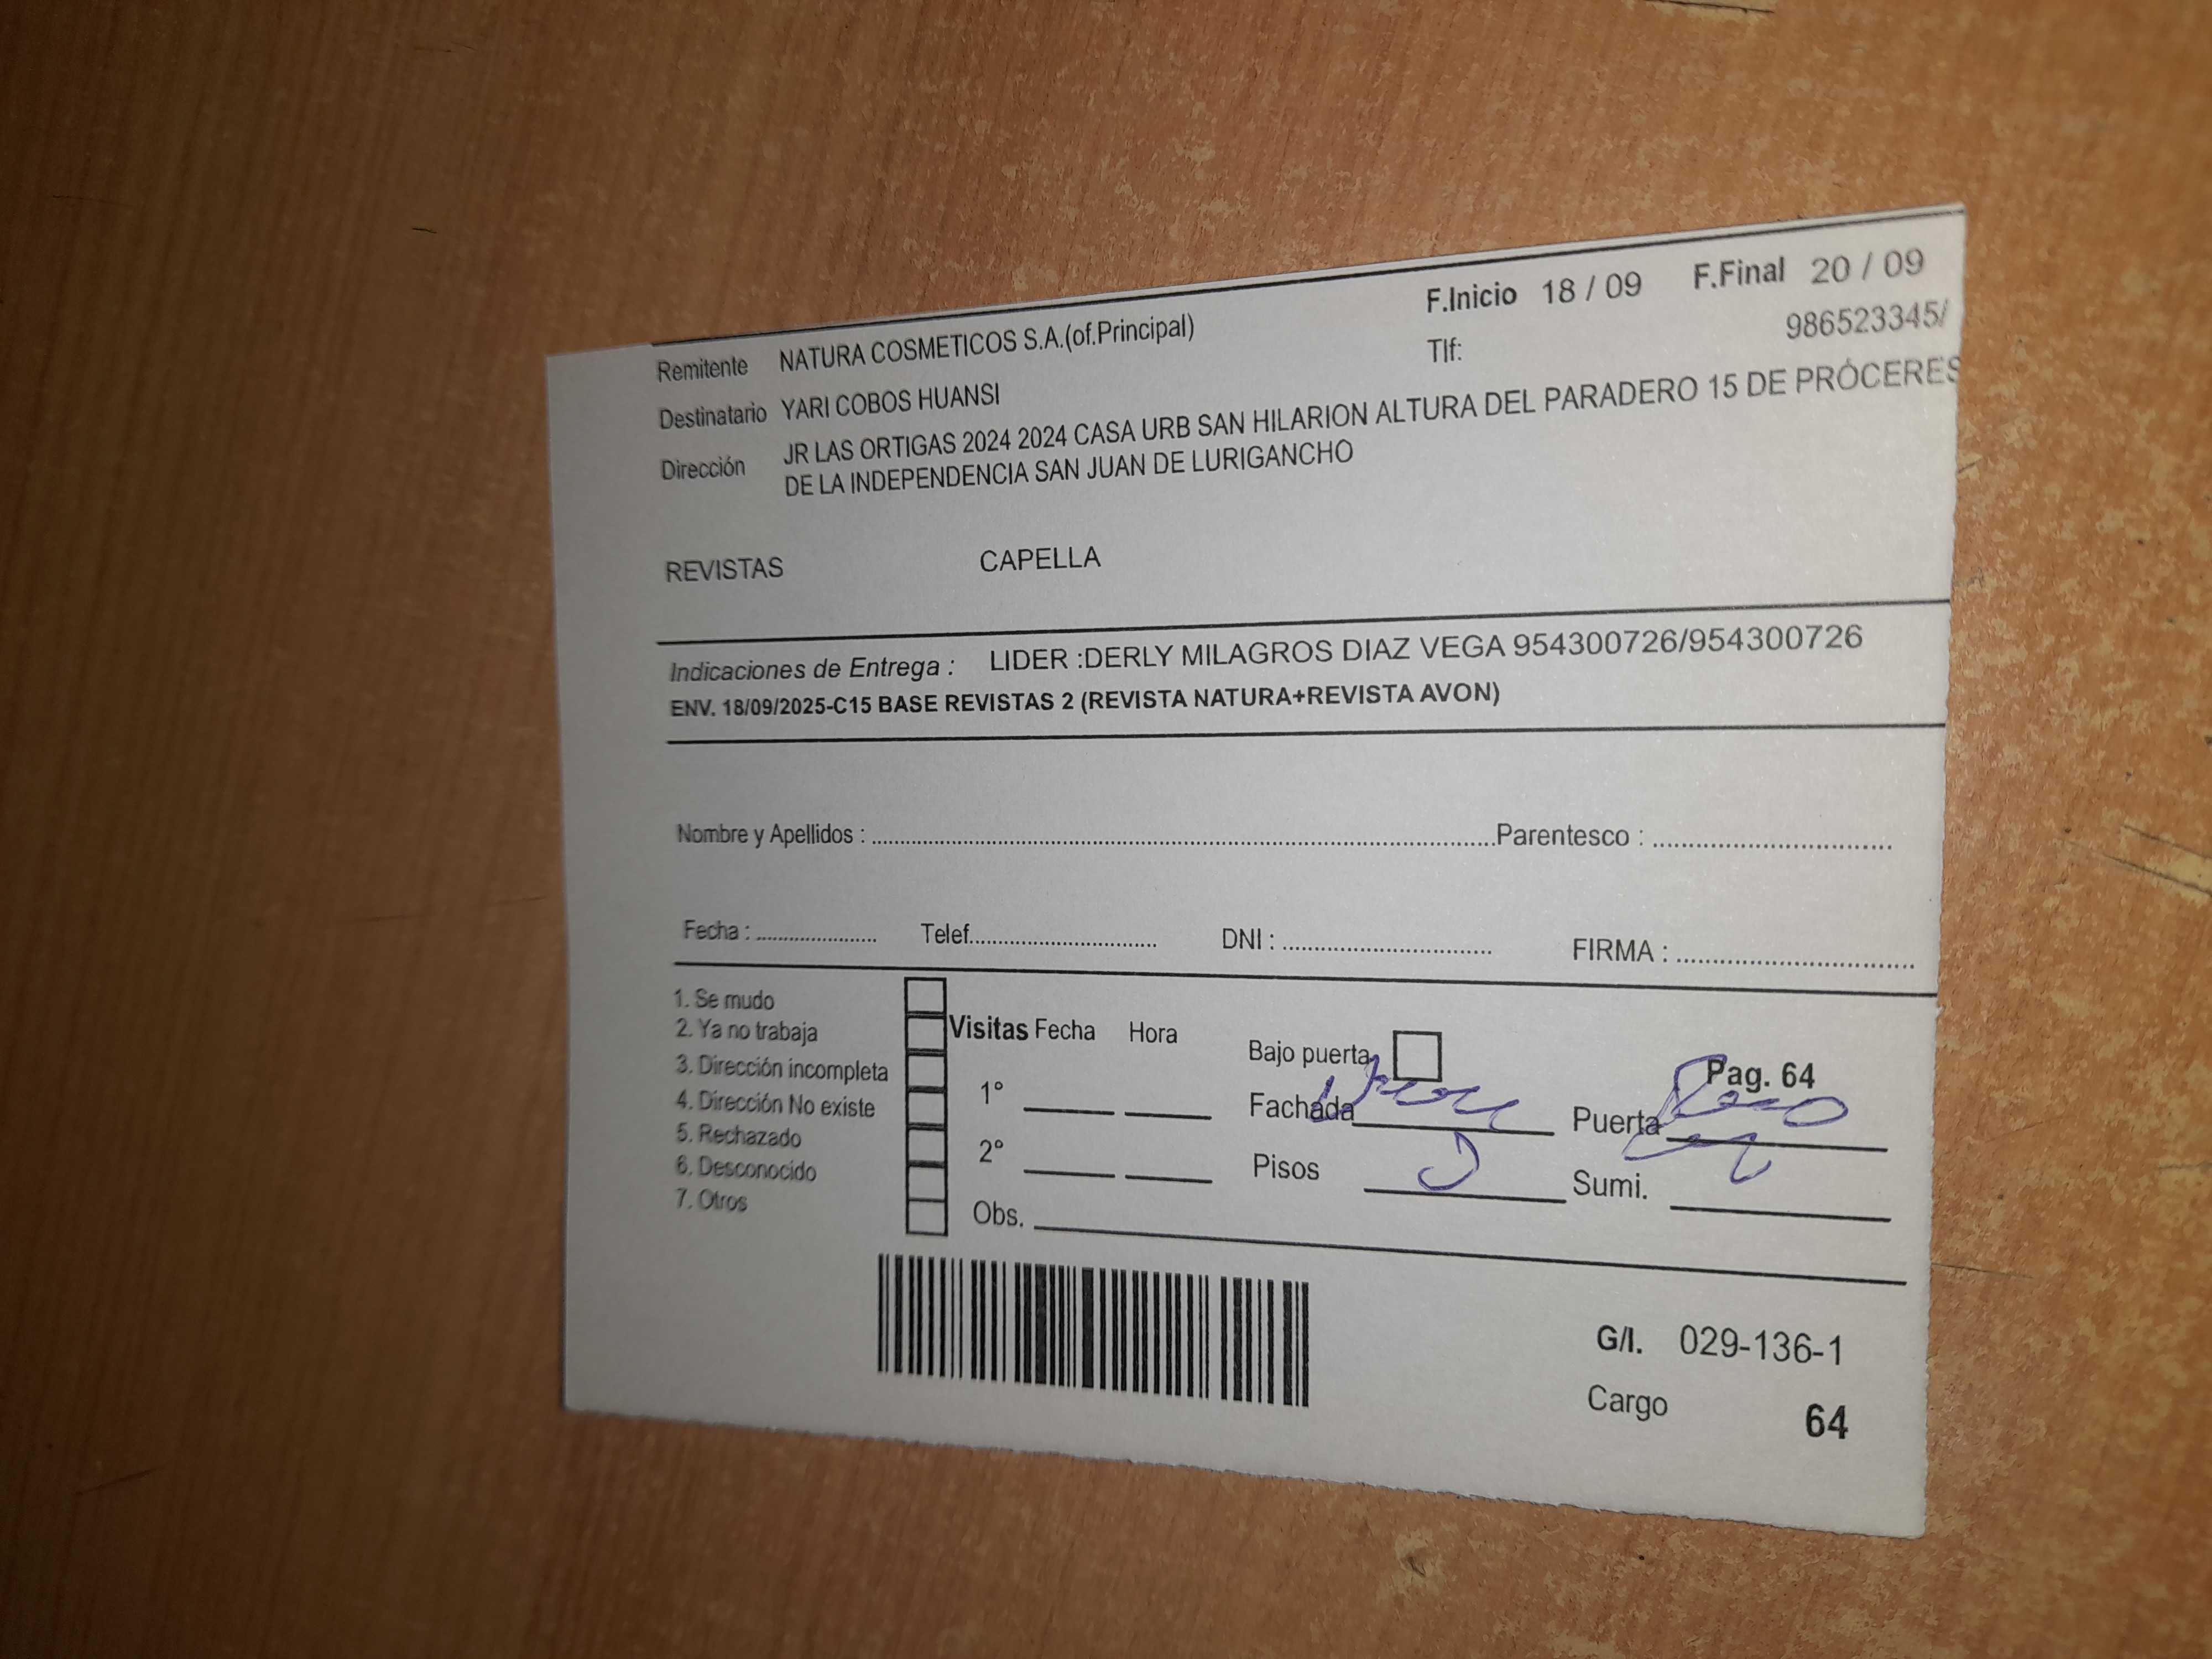 F.Inicio 18 / 09 F.Final 20 / 09
Remitente NATURA COSMETICOS S.A.(of.Principal)
Tlf: 986523345/
Destinatario YARI COBOS HUANSI
Dirección JR LAS ORTIGAS 2024 2024 CASA URB SAN HILARION ALTURA DEL PARADERO 15 DE PRÓCERES
DE LA INDEPENDENCIA SAN JUAN DE LURIGANCHO
REVISTAS CAPELLA
Indicaciones de Entrega : LIDER :DERLY MILAGROS DIAZ VEGA 954300726/954300726
ENV. 18/09/2025-C15 BASE REVISTAS 2 (REVISTA NATURA+REVISTA AVON)
Nombre y Apellidos : Parentesco :
Fecha : Telef. DNI : FIRMA :
1. Se mudo
2. Ya no trabaja
3. Dirección incompleta
4. Dirección No existe
5. Rechazado
6. Desconocido
7. Otros
Visitas Fecha Hora
1°
2°
Obs.
Bajo puerta
Pag. 64
Fachada Puerta
Pisos Sumi.
G/I. 029-136-1
Cargo 64